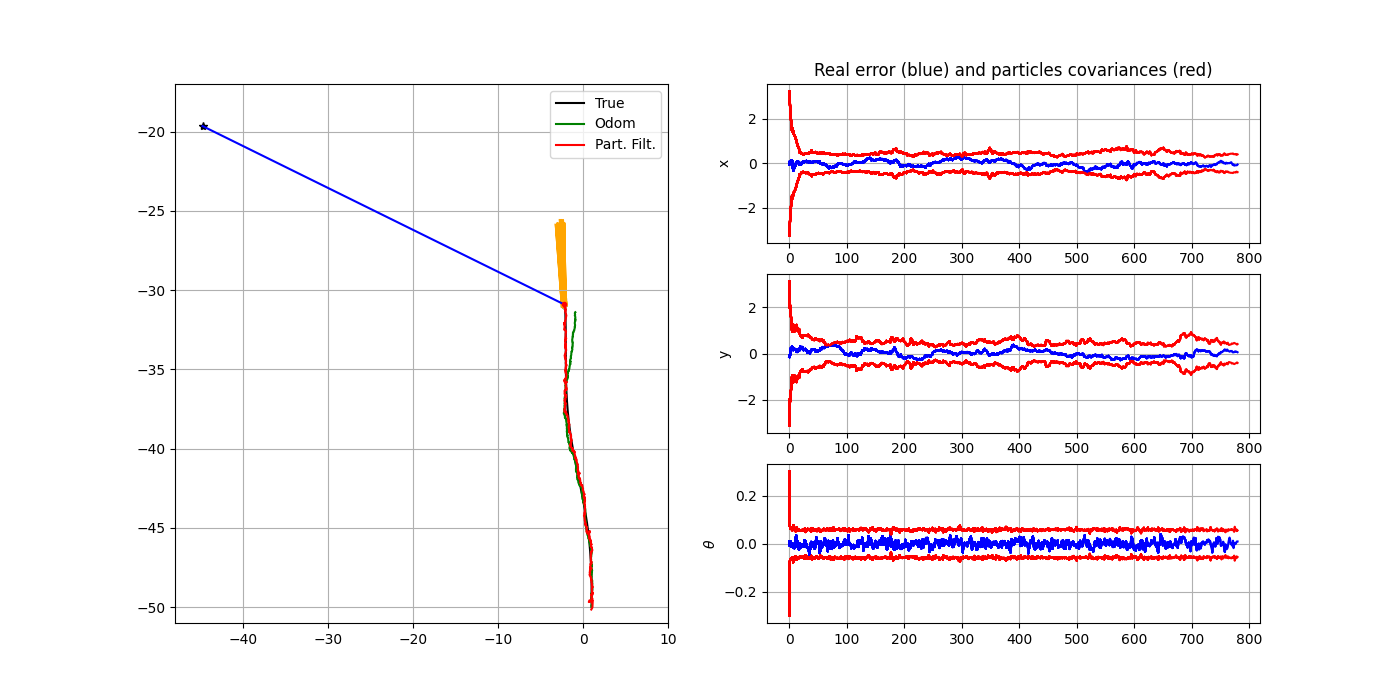 True
Odom
Part. Filt.
−20
−25
−30
−35
−40
−45
−50
−40 −30 −20 −10 0 10
Real error (blue) and particles covariances (red)
x
2
0
−2
0 100 200 300 400 500 600 700 800
y
2
0
−2
0 100 200 300 400 500 600 700 800
θ
0.2
0.0
−0.2
0 100 200 300 400 500 600 700 800